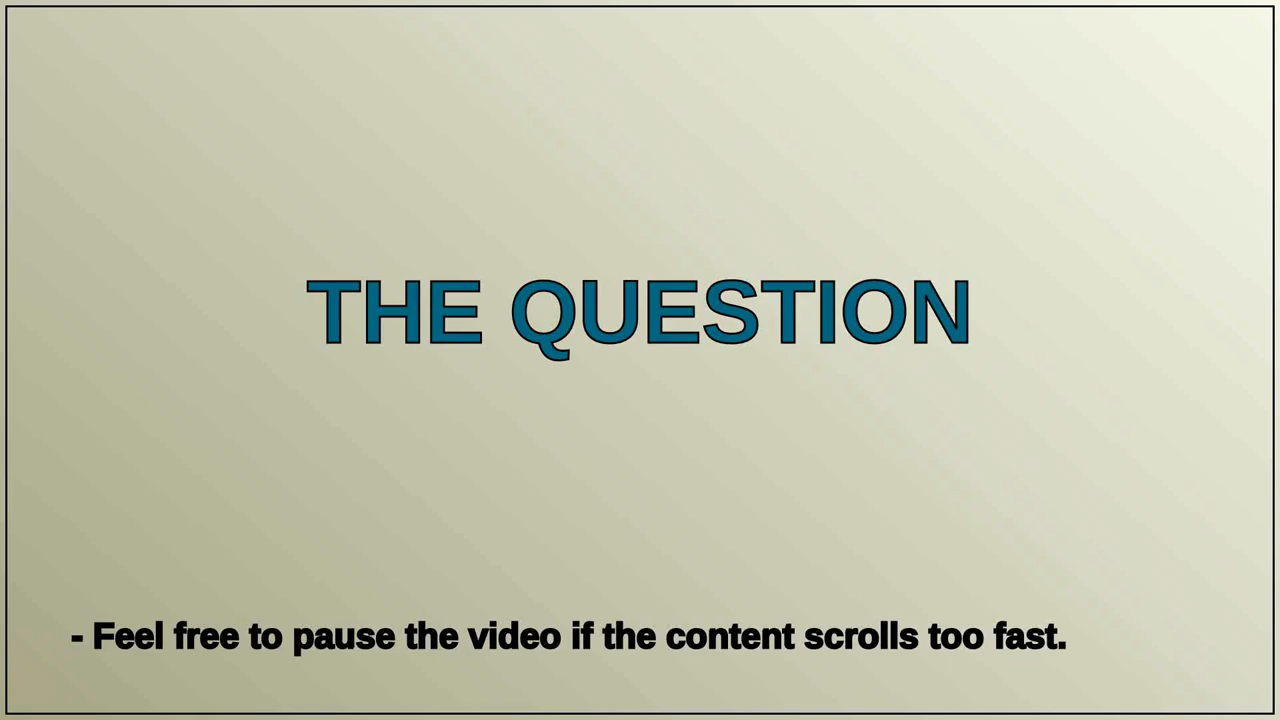 THE QUESTION
- Feel free to pause the video if the content scrolls too fast.